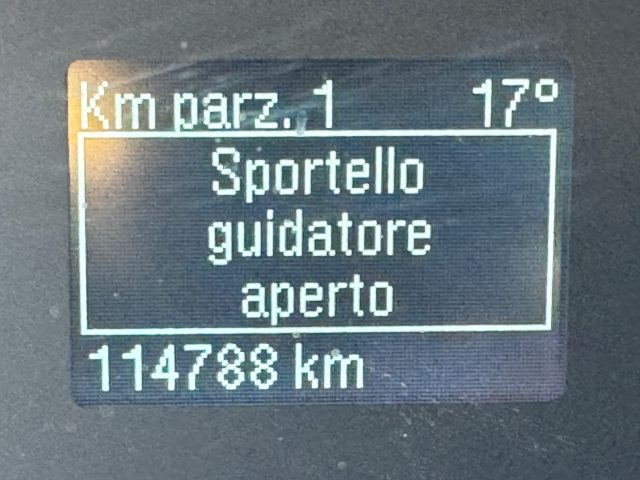 Km parz. 1 17°
Sportello
guidatore
aperto
114788 km